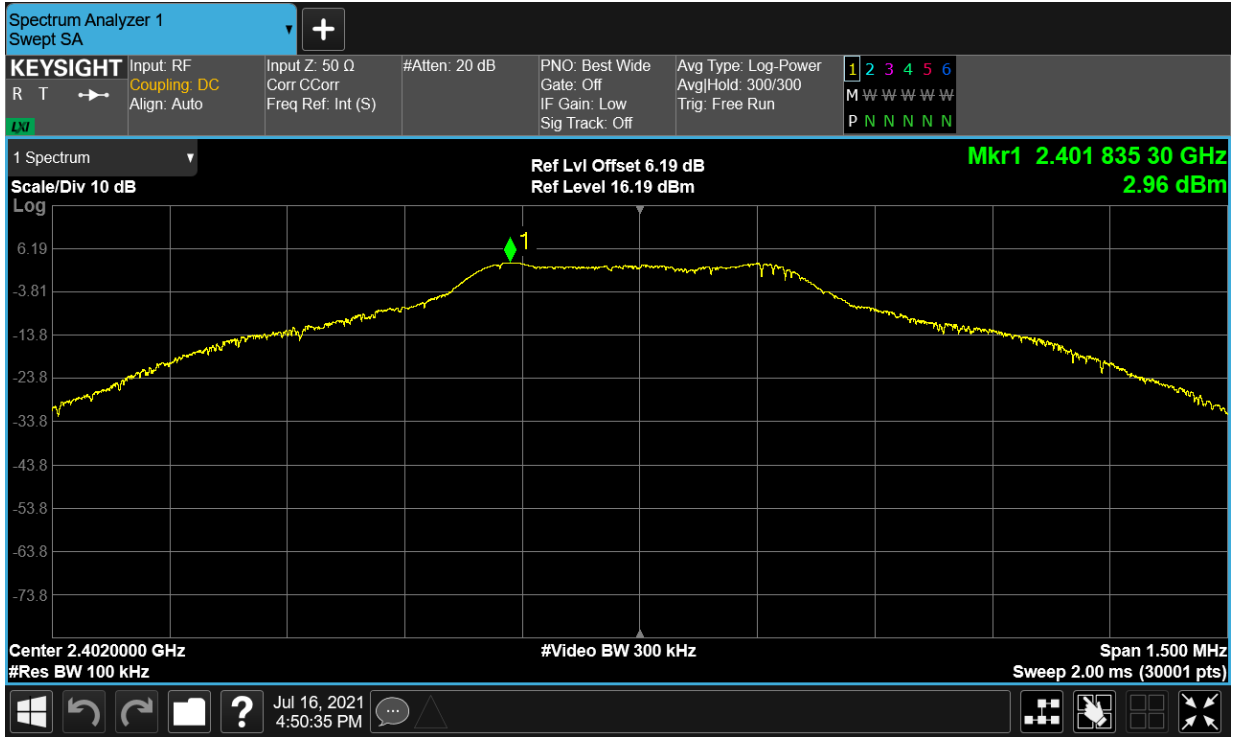 Spectrum Analyzer 1
Swept SA
KEYSIGHT
R T
LXI
Input: RF
Coupling: DC
Align: Auto
Input Z: 50 Ω
Corr CCorr
Freq Ref: Int (S)
#Atten: 20 dB
PNO: Best Wide
Gate: Off
IF Gain: Low
Sig Track: Off
Avg Type: Log-Power
Avg|Hold: 300/300
Trig: Free Run
1 2 3 4 5 6
M W W W W W
P N N N N N
1 Spectrum
Scale/Div 10 dB
Log
Ref Lvl Offset 6.19 dB
Ref Level 16.19 dBm
Mkr1 2.401 835 30 GHz
2.96 dBm
1
6.19
-3.81
-13.8
-23.8
-33.8
-43.8
-53.8
-63.8
-73.8
Center 2.4020000 GHz
#Video BW 300 kHz
Span 1.500 MHz
#Res BW 100 kHz
Sweep 2.00 ms (30001 pts)
?
Jul 16, 2021
4:50:35 PM